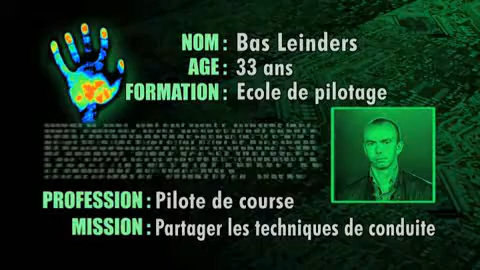 NOM : Bas Leinders
AGE : 33 ans
FORMATION : Ecole de pilotage
PROFESSION : Pilote de course
MISSION : Partager les techniques de conduite